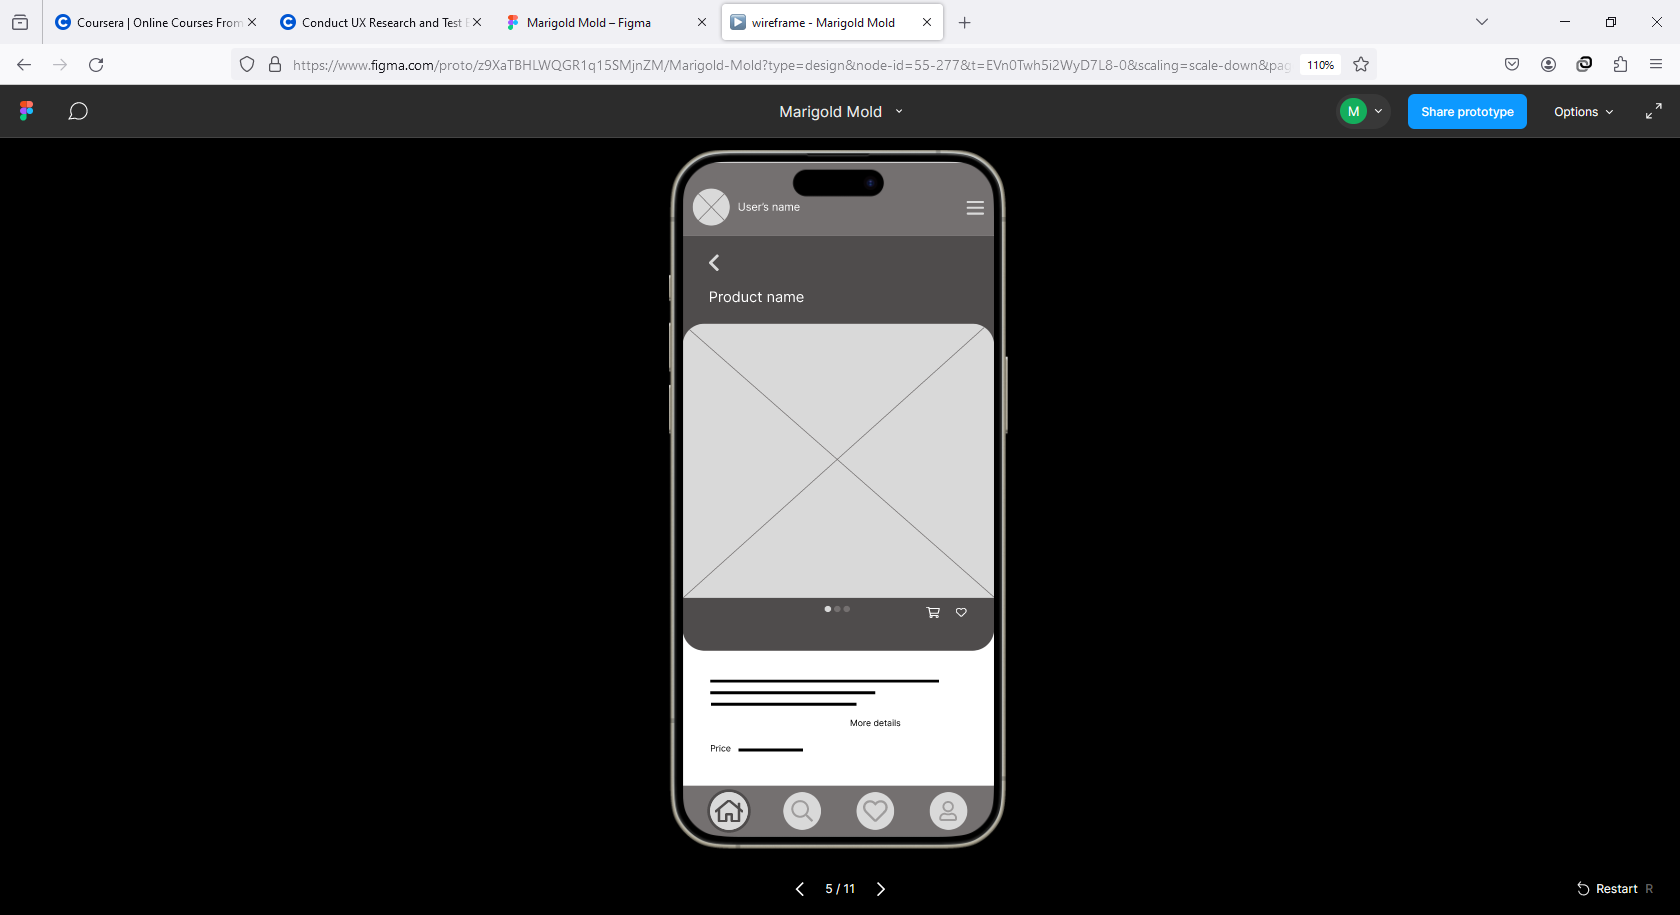 Coursera | Online Courses From
Conduct UX Research and Test E
Marigold Mold – Figma
wireframe - Marigold Mold
https://www.figma.com/proto/z9XaTBHLWQGR1q15SMjnZM/Marigold-Mold?type=design&node-id=55-277&t=EVn0Twh5i2WyD7L8-0&scaling=scale-down&pag
110%
Marigold Mold
M
Share prototype
Options
User's name
Product name
More details
Price
5 / 11
Restart R